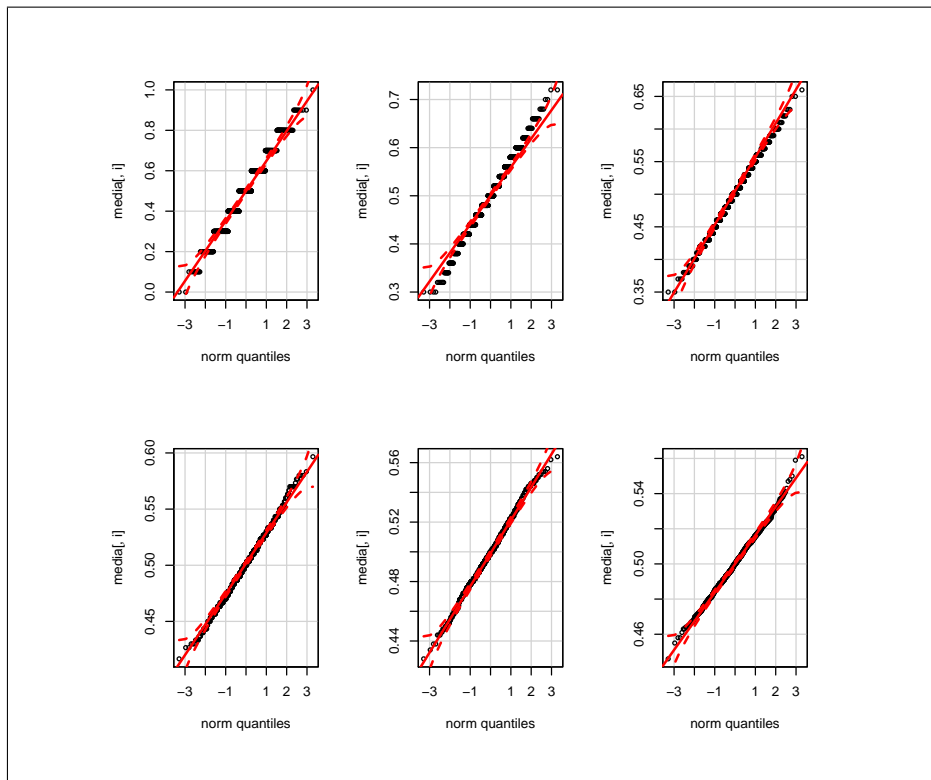 media[, i]
0.0 0.2 0.4 0.6 0.8 1.0
−3 −1 1 2 3
norm quantiles
media[, i]
0.3 0.4 0.5 0.6 0.7
−3 −1 1 2 3
norm quantiles
media[, i]
0.35 0.45 0.55 0.65
−3 −1 1 2 3
norm quantiles
media[, i]
0.45 0.50 0.55 0.60
−3 −1 1 2 3
norm quantiles
media[, i]
0.44 0.48 0.52 0.56
−3 −1 1 2 3
norm quantiles
media[, i]
0.46 0.50 0.54
−3 −1 1 2 3
norm quantiles